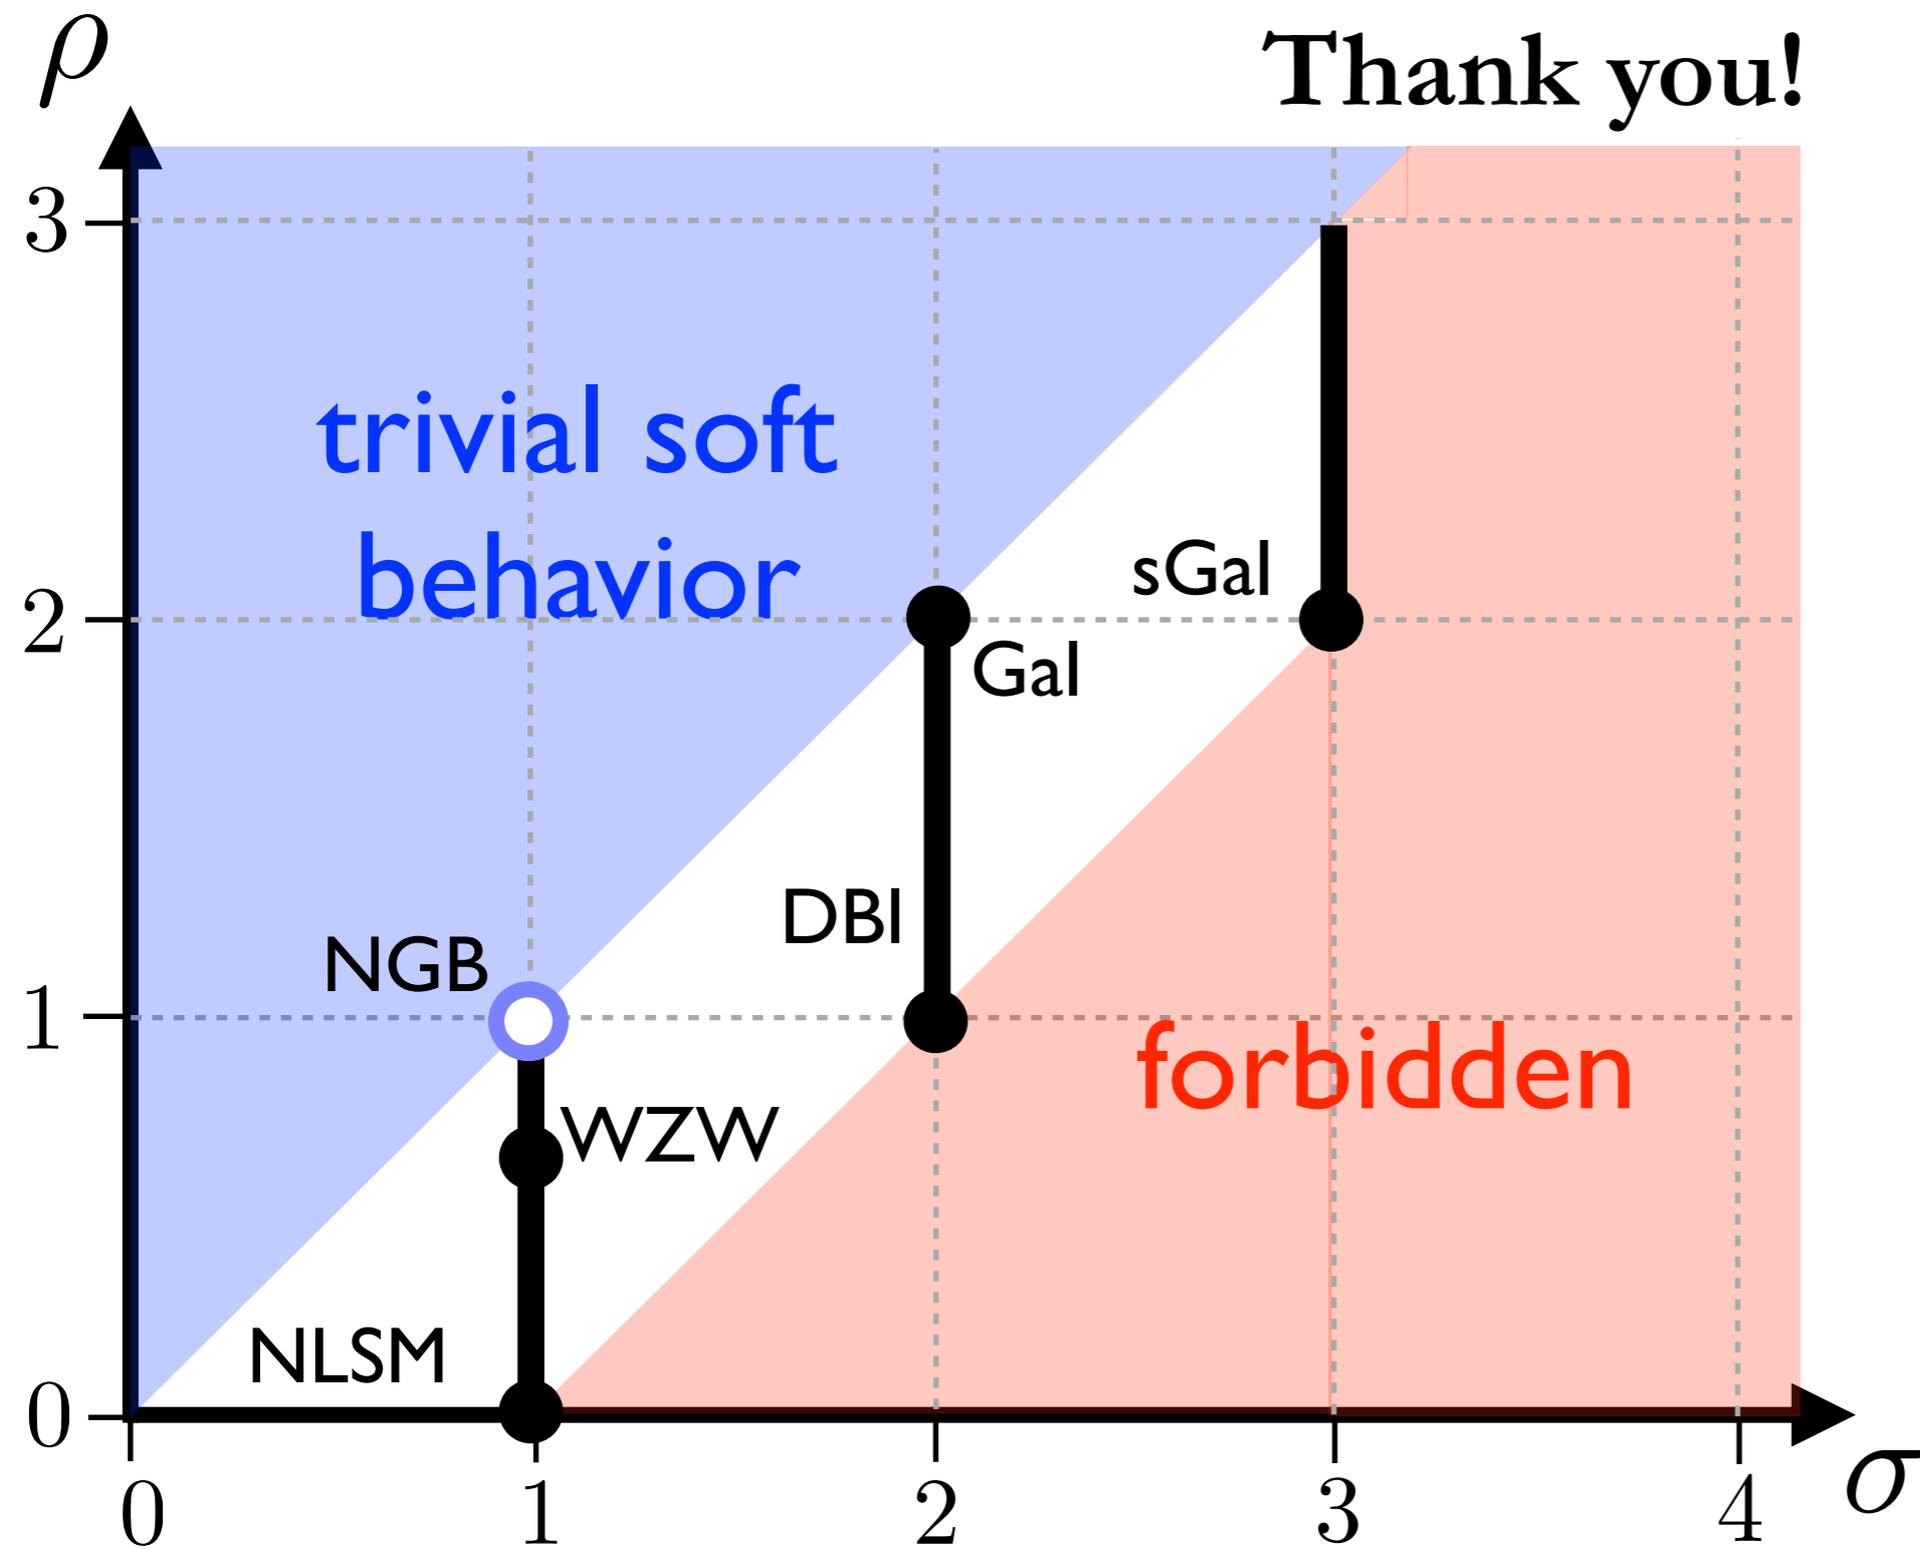 ρ
Thank you!
3
trivial soft
behavior
sGal
2
Gal
DBI
NGB
1
forbidden
WZW
NLSM
0
0 1 2 3 4 σ